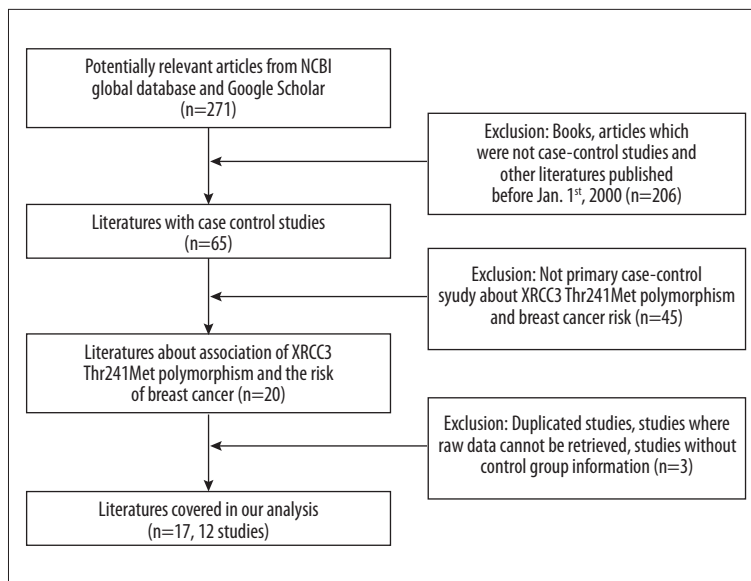 Potentially relevant articles from NCBI
global database and Google Scholar
(n=271)
Exclusion: Books, articles which
were not case-control studies and
other literatures published
before Jan. 1st, 2000 (n=206)
Literatures with case control studies
(n=65)
Exclusion: Not primary case-control
syudy about XRCC3 Thr241Met polymorphism
and breast cancer risk (n=45)
Literatures about association of XRCC3
Thr241Met polymorphism and the risk
of breast cancer (n=20)
Exclusion: Duplicated studies, studies where
raw data cannot be retrieved, studies without
control group information (n=3)
Literatures covered in our analysis
(n=17, 12 studies)